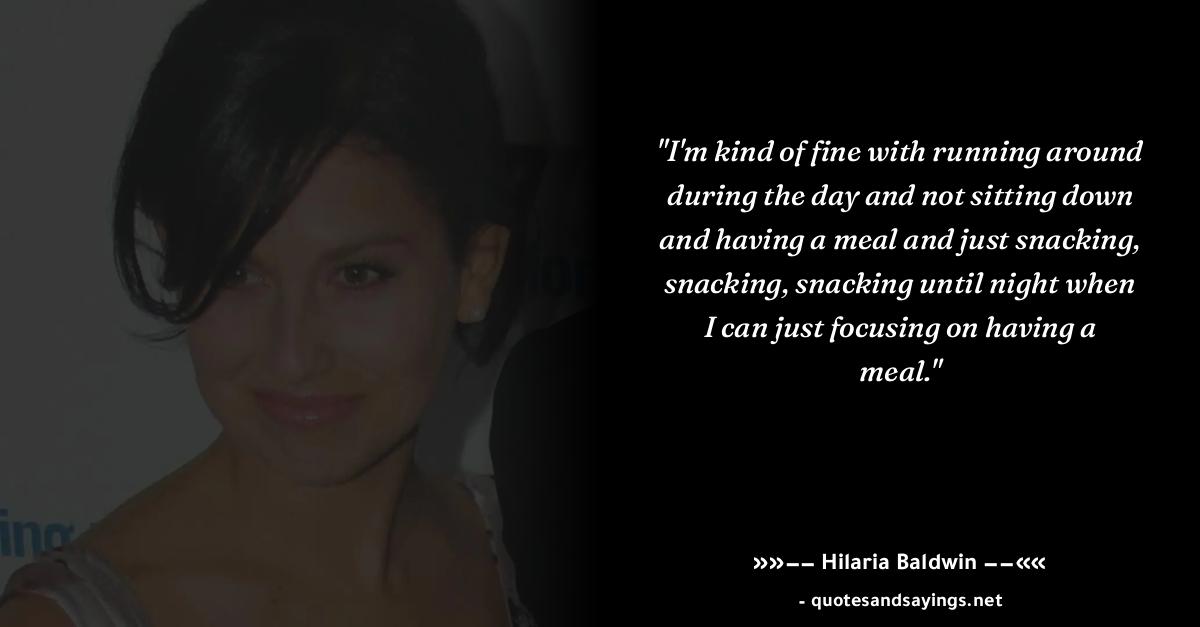 "I'm kind of fine with running around
during the day and not sitting down
and having a meal and just snacking,
snacking, snacking until night when
I can just focusing on having a
meal."
»»−− Hilaria Baldwin −−««
- quotesandsayings.net
ing